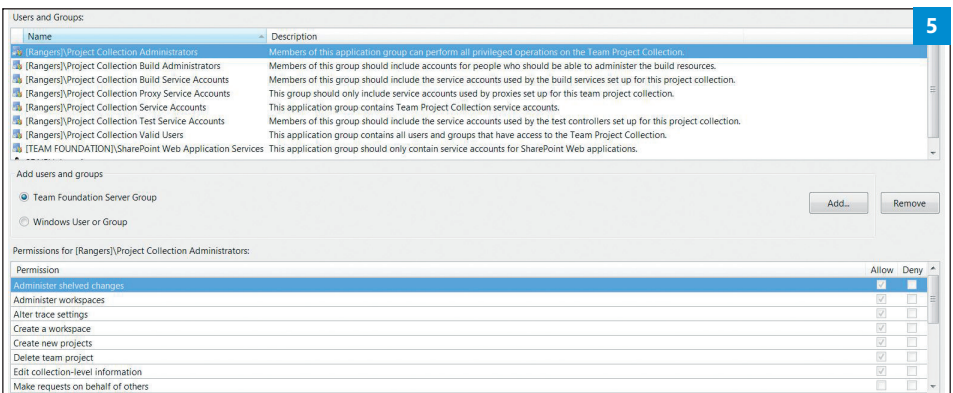 Users and Groups:
5
Name Description
[Rangers]\Project Collection Administrators Members of this application group can perform all privileged operations on the Team Project Collection.
[Rangers]\Project Collection Build Administrators Members of this group should include accounts for people who should be able to administer the build resources.
[Rangers]\Project Collection Build Service Accounts Members of this group should include the service accounts used by the build services set up for this project collection.
[Rangers]\Project Collection Proxy Service Accounts This group should only include service accounts used by proxies set up for this team project collection.
[Rangers]\Project Collection Service Accounts This application group contains Team Project Collection service accounts.
[Rangers]\Project Collection Test Service Accounts Members of this group should include the service accounts used by the test controllers set up for this project collection.
[Rangers]\Project Collection Valid Users This application group contains all users and groups that have access to the Team Project Collection.
[TEAM FOUNDATION]\SharePoint Web Application Services This application group should only contain service accounts for SharePoint Web applications.
Add users and groups
Team Foundation Server Group
Add... Remove
Windows User or Group
Permissions for [Rangers]\Project Collection Administrators:
Permission Allow Deny
Administer shelved changes
Administer workspaces
Alter trace settings
Create a workspace
Create new projects
Delete team project
Edit collection-level information
Make requests on behalf of others